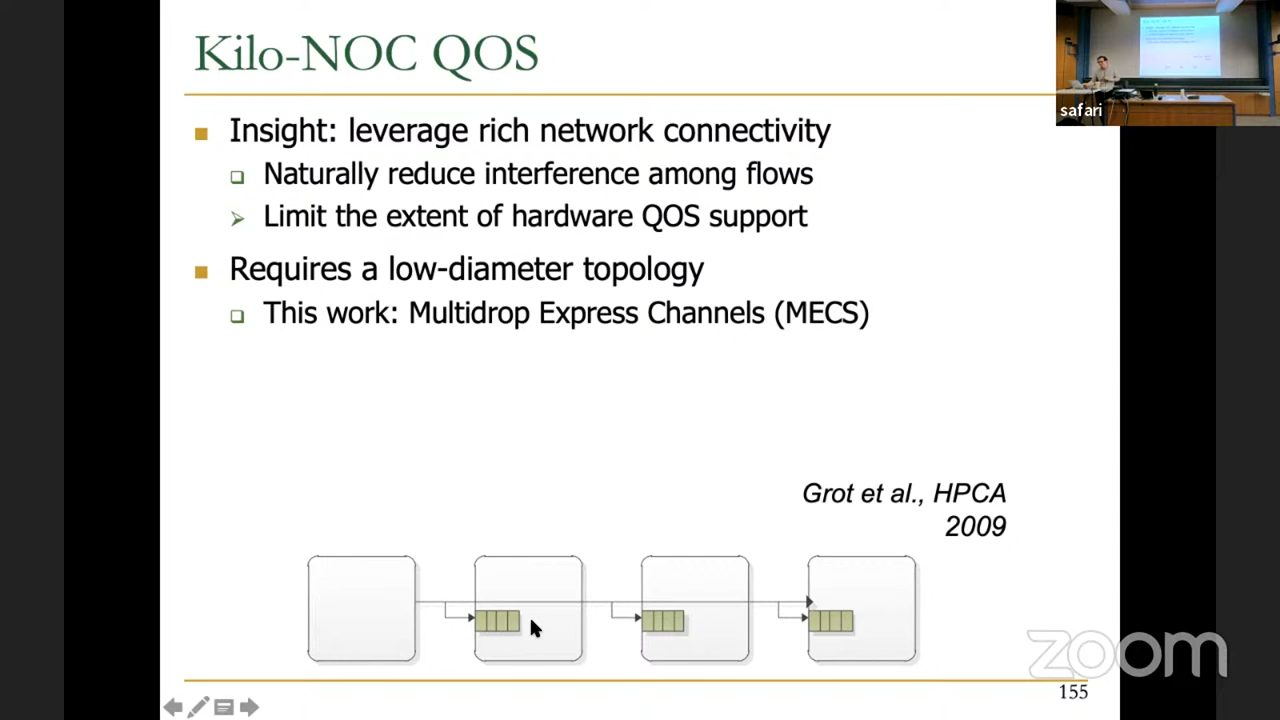 Kilo-NOC QOS
safari
Insight: leverage rich network connectivity
Naturally reduce interference among flows
Limit the extent of hardware QOS support
Requires a low-diameter topology
This work: Multidrop Express Channels (MECS)
Grot et al., HPCA
2009
zoom
155